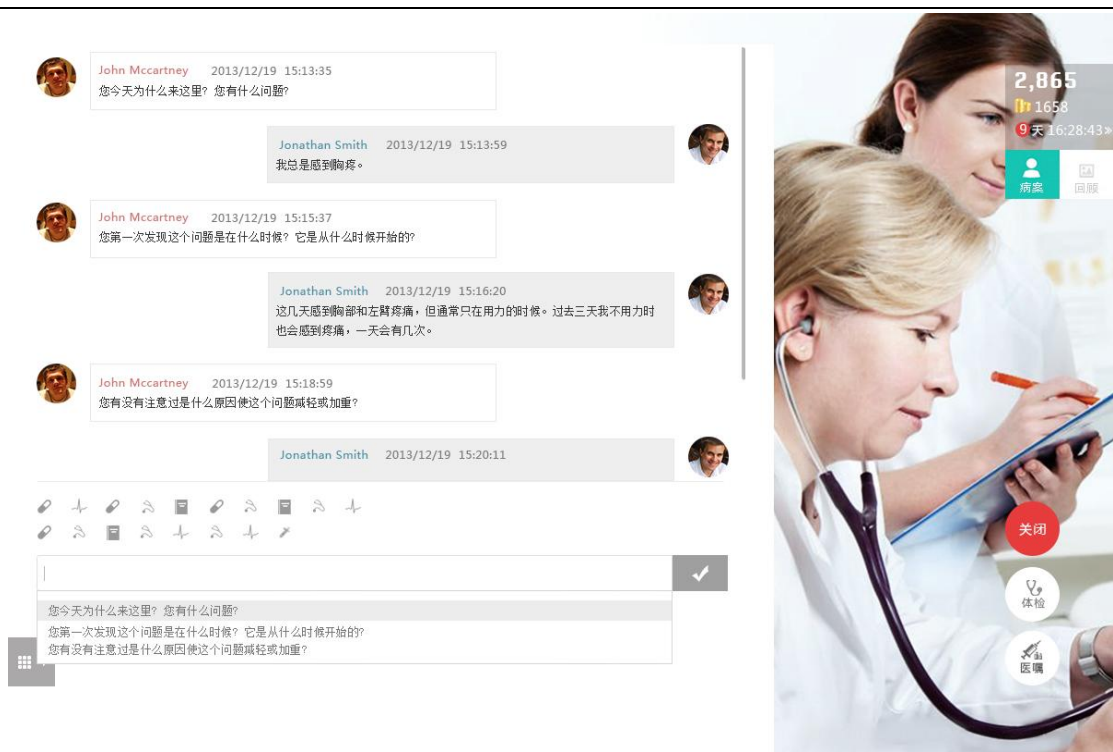 John Mccartney 2013/12/19 15:13:35
您今天为什么来这里？您有什么问题?
Jonathan Smith 2013/12/19 15:13:59
我总是感到胸疼。
John Mccartney 2013/12/19 15:15:37
您第一次发现这个问题是在什么时候？它是从什么时候开始的?
Jonathan Smith 2013/12/19 15:16:20
这几天感到胸部和左臂疼痛，但通常只在用力的时候。过去三天我不用力时
也会感到疼痛，一天会有几次。
John Mccartney 2013/12/19 15:18:59
您有没有注意过是什么原因使这个问题减轻或加重?
Jonathan Smith 2013/12/19 15:20:11
您今天为什么来这里？您有什么问题?
您第一次发现这个问题是在什么时候？它是从什么时候开始的?
您有没有注意过是什么原因使这个问题减轻或加重?
2,865
1658
9 天 16:28:43»
病案 回顾
关闭
体检
医嘱